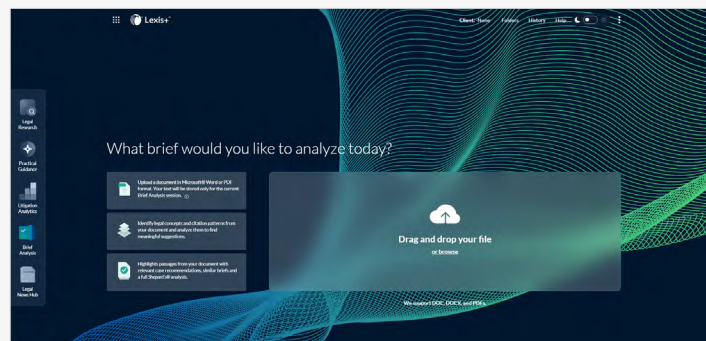 Lexis+
Client: -None-
Folders
History
Help
Legal
Research
Practical
Guidance
Litigation
Analytics
Brief
Analysis
Legal
News Hub
What brief would you like to analyze today?
Upload a document in Microsoft® Word or PDF
format. Your text will be stored only for the current
Brief Analysis session.
Identify legal concepts and citation patterns from
your document and analyze them to find
meaningful suggestions.
Highlights passages from your document with
relevant case recommendations, similar briefs and
a full Shepard's® analysis.
Drag and drop your file
or browse
We support DOC, DOCX, and PDFs.